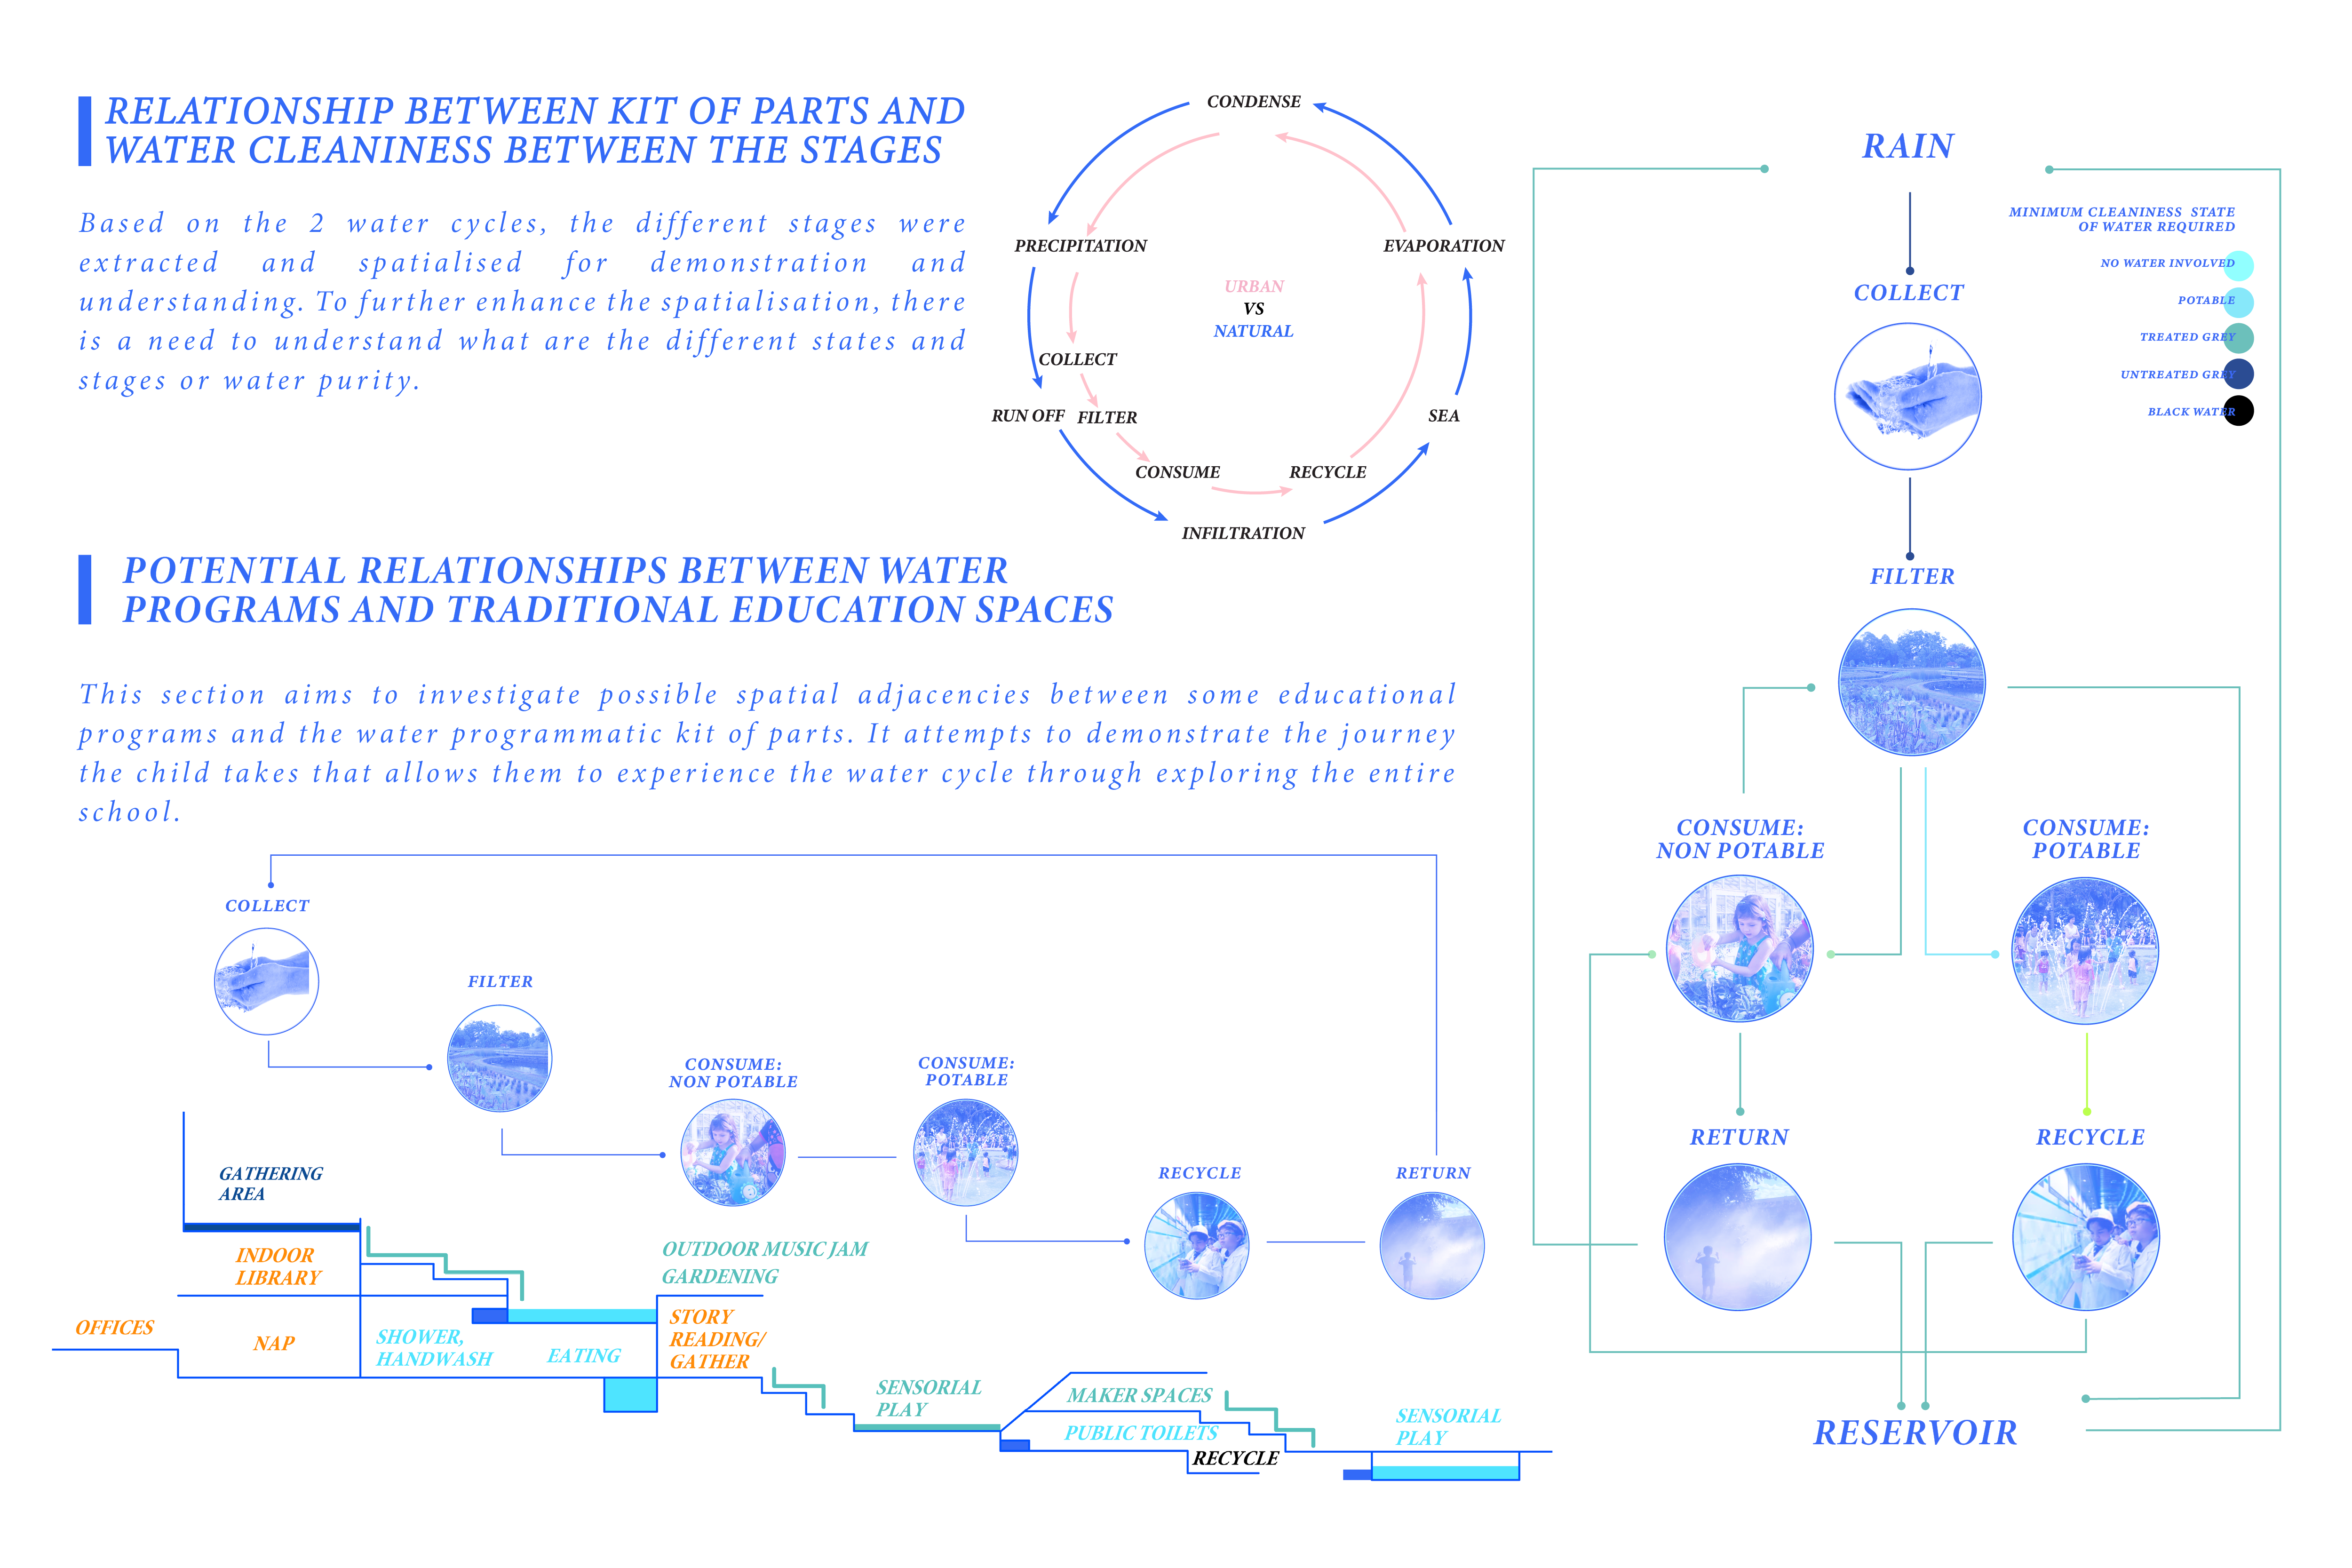 RELATIONSHIP BETWEEN KIT OF PARTS AND
WATER CLEANINESS BETWEEN THE STAGES
Based on the 2 water cycles, the different stages were
extracted and spatialised for demonstration and
understanding. To further enhance the spatialisation, there
is a need to understand what are the different states and
stages or water purity.
CONDENSE
PRECIPITATION
EVAPORATION
URBAN
VS
NATURAL
COLLECT
RUN OFF
FILTER
SEA
CONSUME
RECYCLE
INFILTRATION
POTENTIAL RELATIONSHIPS BETWEEN WATER
PROGRAMS AND TRADITIONAL EDUCATION SPACES
This section aims to investigate possible spatial adjacencies between some educational
programs and the water programmatic kit of parts. It attempts to demonstrate the journey
the child takes that allows them to experience the water cycle through exploring the entire
school.
COLLECT
FILTER
CONSUME:
NON POTABLE
CONSUME:
POTABLE
RECYCLE
RETURN
GATHERING
AREA
INDOOR
LIBRARY
OFFICES
NAP
SHOWER,
HANDWASH
EATING
OUTDOOR MUSIC JAM
GARDENING
STORY
READING/
GATHER
SENSORIAL
PLAY
MAKER SPACES
PUBLIC TOILETS
RECYCLE
SENSORIAL
PLAY
RAIN
MINIMUM CLEANINESS STATE
OF WATER REQUIRED
NO WATER INVOLVED
POTABLE
TREATED GREY
UNTREATED GREY
BLACK WATER
COLLECT
FILTER
CONSUME:
NON POTABLE
CONSUME:
POTABLE
RETURN
RECYCLE
RESERVOIR